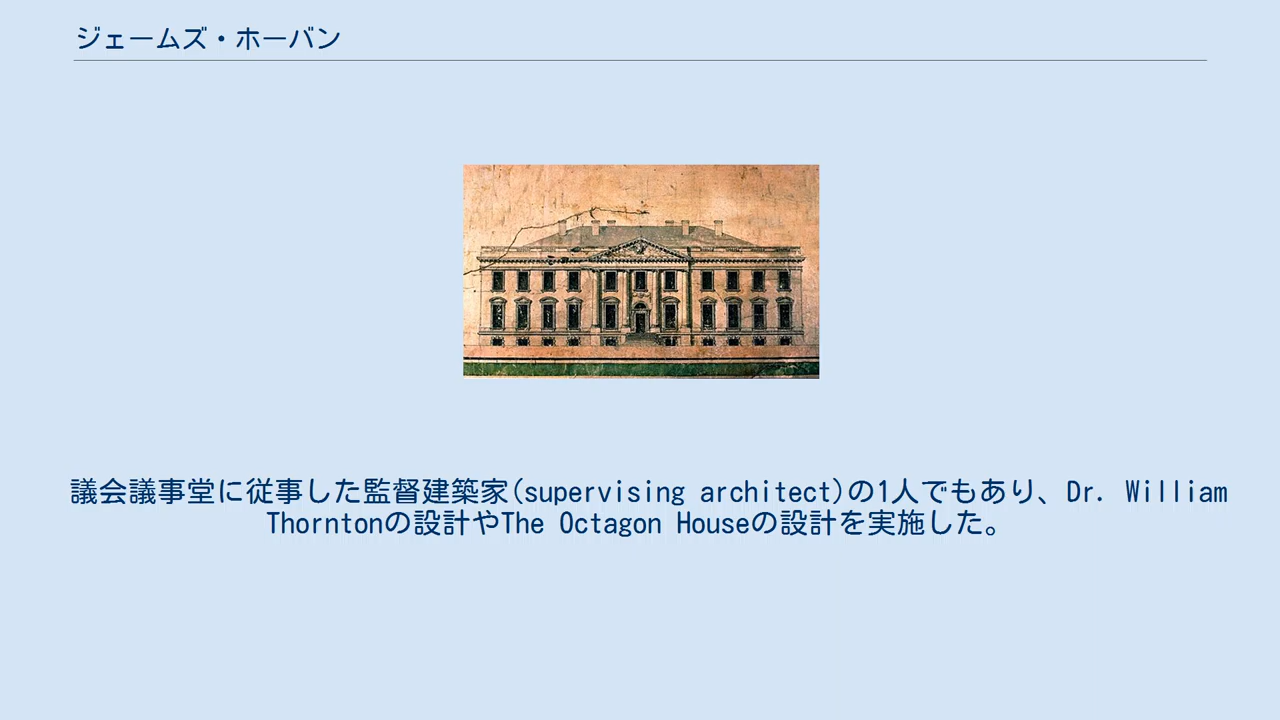 ジェームズ・ホーバン
議会議事堂に従事した監督建築家(supervising architect)の1人でもあり、Dr. William
Thorntonの設計やThe Octagon Houseの設計を実施した。